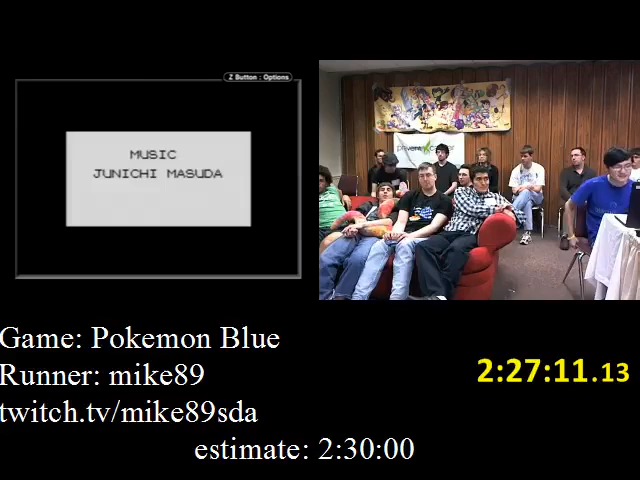 Z Button : Options
MUSIC
JUNICHI MASUDA
Game: Pokemon Blue
Runner: mike89
twitch.tv/mike89sda
estimate: 2:30:00
2:27:11.13